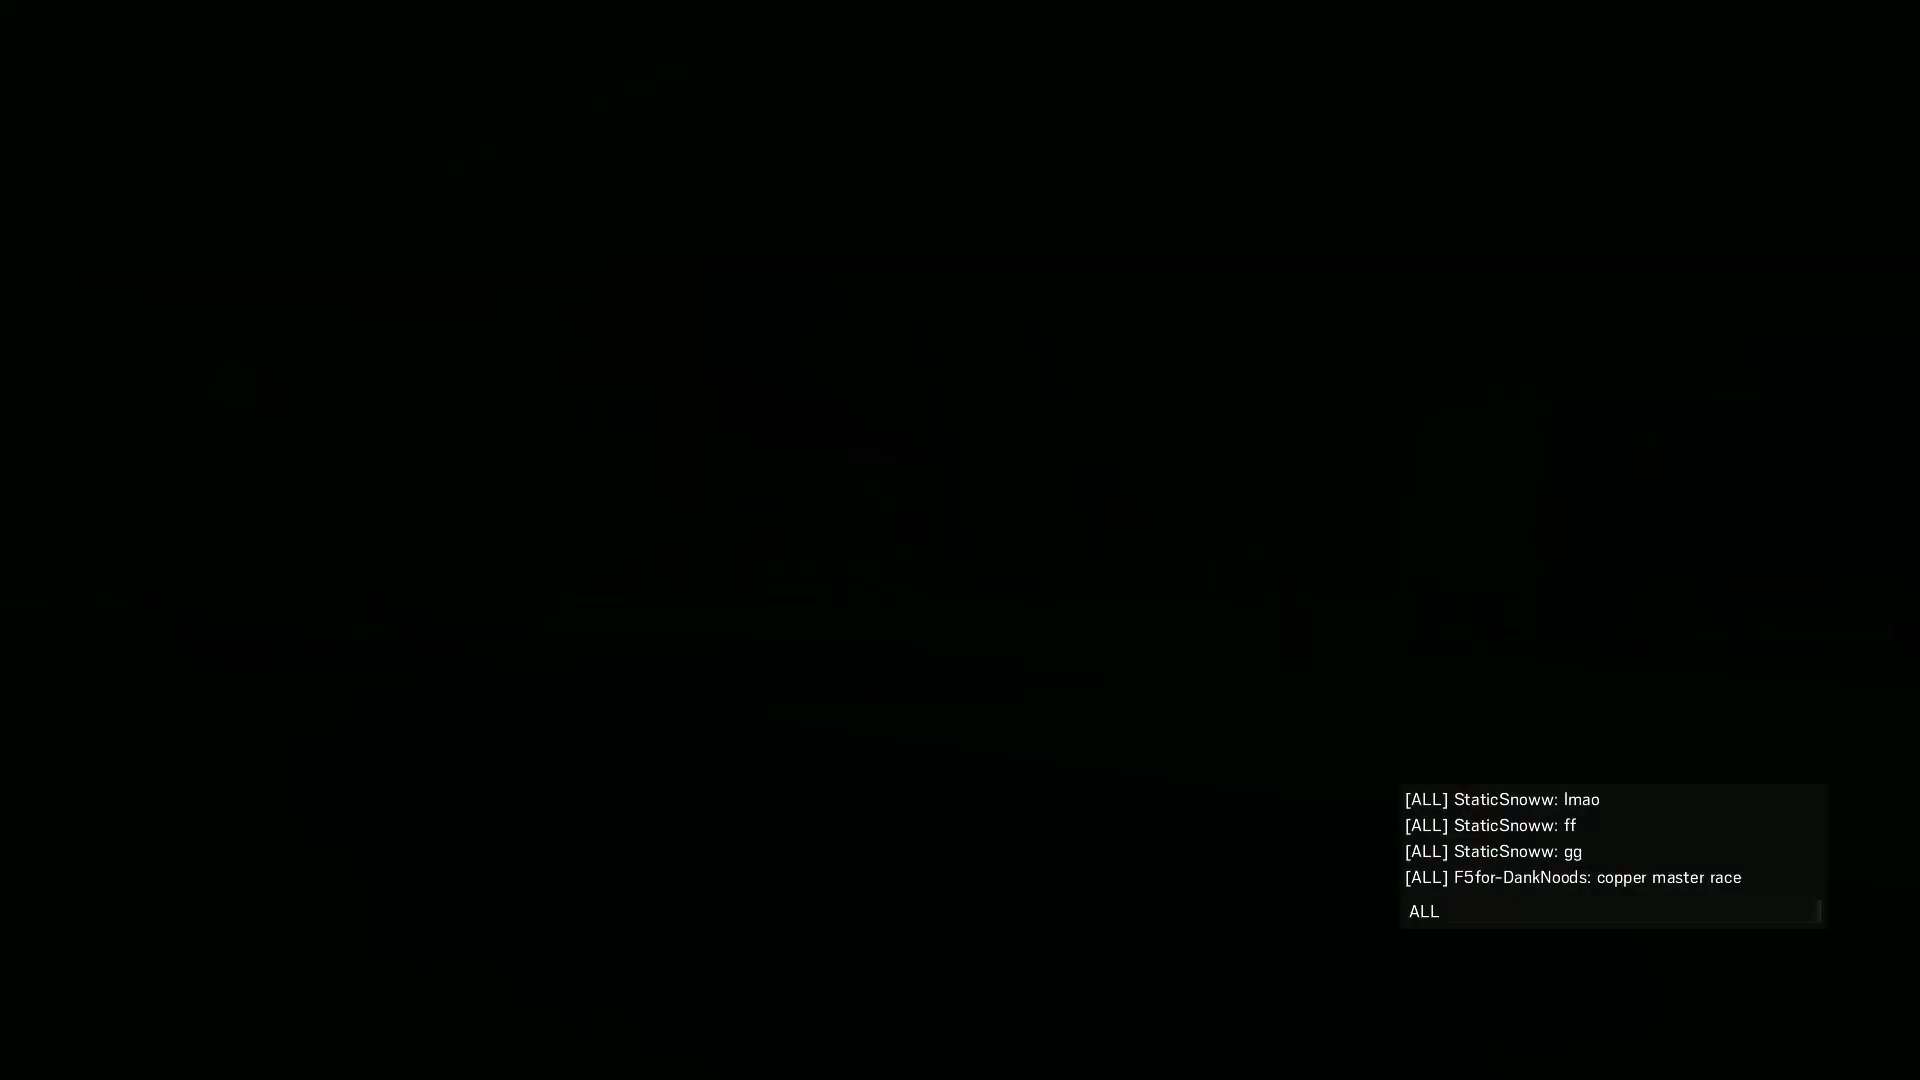 [ALL] StaticSnoww: lmao
[ALL] StaticSnoww: ff
[ALL] StaticSnoww: gg
[ALL] F5for-DankNoods: copper master race
ALL